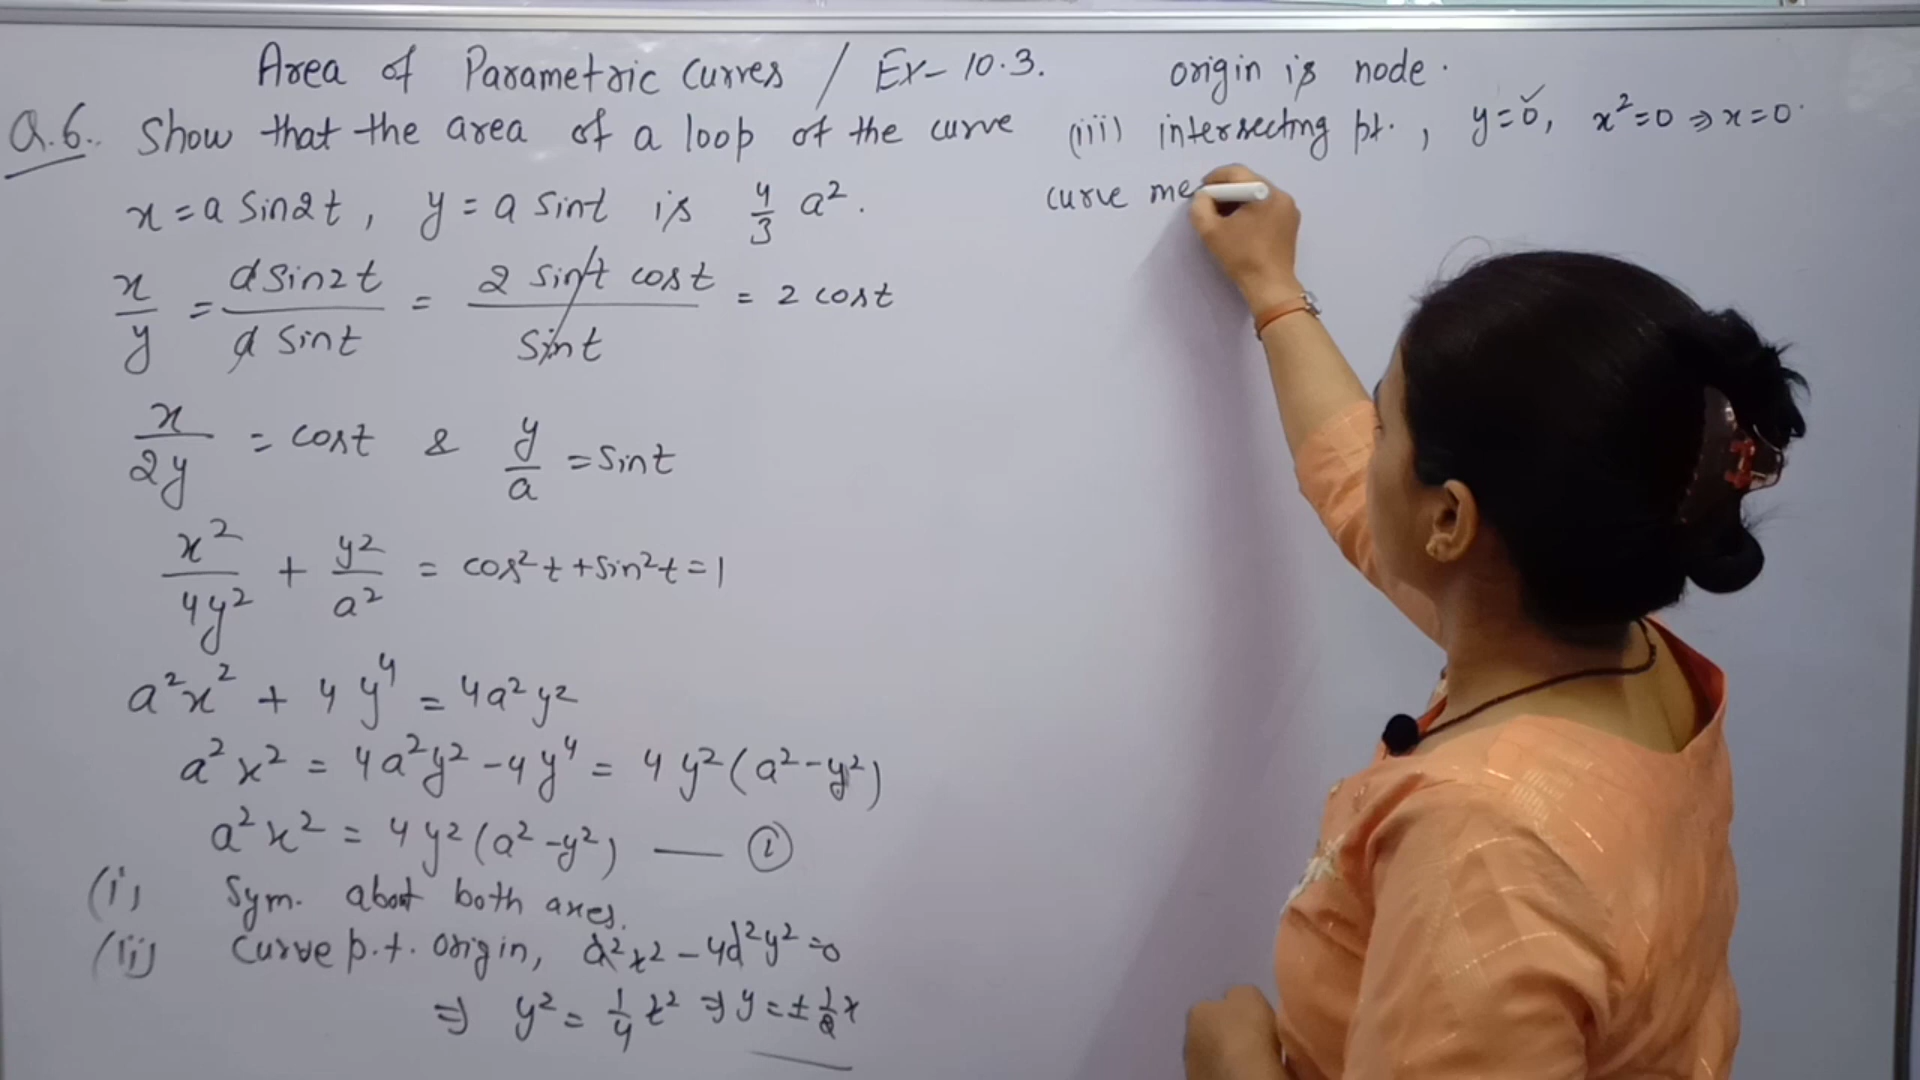 Area of Parametric Curves / Ex- 10.3.
Q.6. Show that the area of a loop of the curve
x = a Sin2t, y = a sint is 4/3 a².
x/y = a Sin2t / a Sint = 2 sint cost / sint = 2 cost
x/2y = cost & y/a = Sint
x²/4y² + y²/a² = cos²t + sin²t = 1
a²x² + 4y⁴ = 4a²y²
a²x² = 4a²y² - 4y⁴ = 4y²(a² - y²)
a²x² = 4y²(a² - y²) — ①
(i) Sym. about both axes.
(ii) Curve p.t. origin, a²x² - 4a²y² = 0
⇒ y² = 1/4 x² ⇒ y = ± 1/2 x
origin is node.
(iii) intersecting pt., y = 0, x² = 0 ⇒ x = 0.
curve me